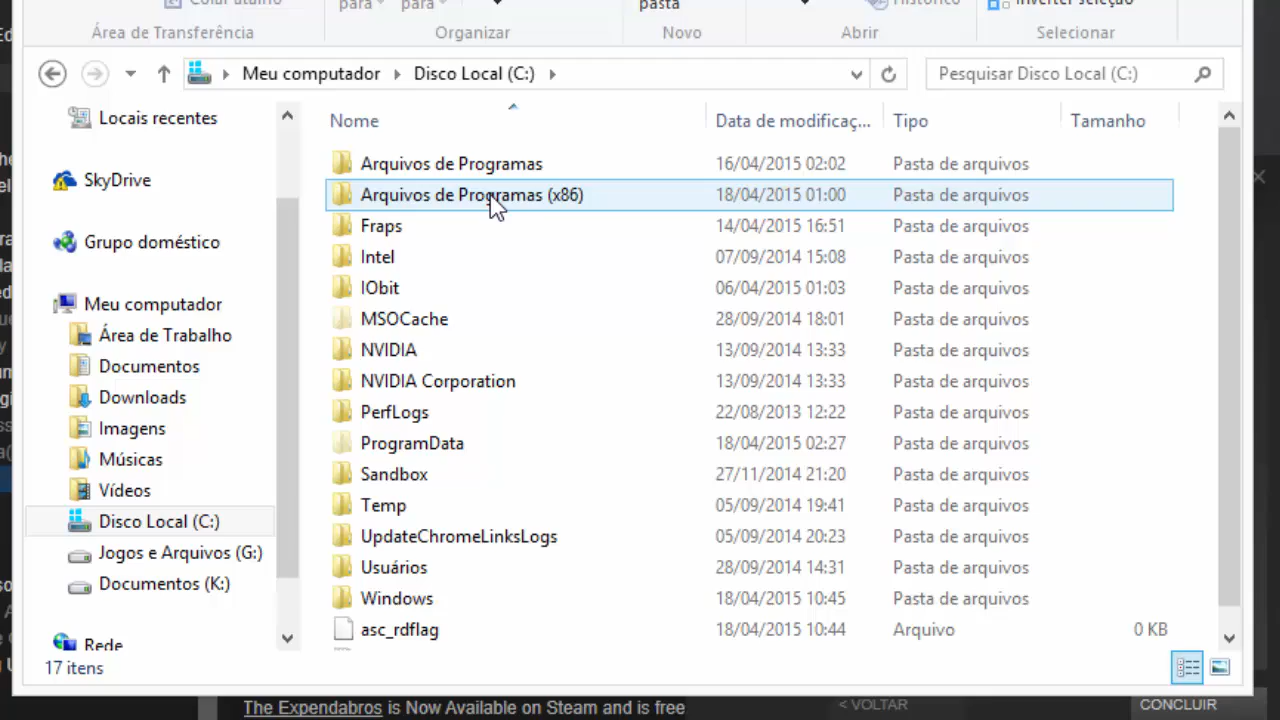 Colar atalho
para
para
pasta
Histórico
Inverter seleção
Área de Transferência
Organizar
Novo
Abrir
Selecionar
Meu computador
Disco Local (C:)
Pesquisar Disco Local (C:)
Locais recentes
SkyDrive
Grupo doméstico
Meu computador
Área de Trabalho
Documentos
Downloads
Imagens
Músicas
Vídeos
Disco Local (C:)
Jogos e Arquivos (G:)
Documentos (K:)
Rede
Nome Data de modificaç... Tipo Tamanho
Arquivos de Programas 16/04/2015 02:02 Pasta de arquivos
Arquivos de Programas (x86) 18/04/2015 01:00 Pasta de arquivos
Fraps 14/04/2015 16:51 Pasta de arquivos
Intel 07/09/2014 15:08 Pasta de arquivos
IObit 06/04/2015 01:03 Pasta de arquivos
MSOCache 28/09/2014 18:01 Pasta de arquivos
NVIDIA 13/09/2014 13:33 Pasta de arquivos
NVIDIA Corporation 13/09/2014 13:33 Pasta de arquivos
PerfLogs 22/08/2013 12:22 Pasta de arquivos
ProgramData 18/04/2015 02:27 Pasta de arquivos
Sandbox 27/11/2014 21:20 Pasta de arquivos
Temp 05/09/2014 19:41 Pasta de arquivos
UpdateChromeLinksLogs 05/09/2014 20:23 Pasta de arquivos
Usuários 28/09/2014 14:31 Pasta de arquivos
Windows 18/04/2015 10:45 Pasta de arquivos
asc_rdflag 18/04/2015 10:44 Arquivo 0 KB
17 itens
The Expendabros is Now Available on Steam and is free
< VOLTAR
CONCLUIR